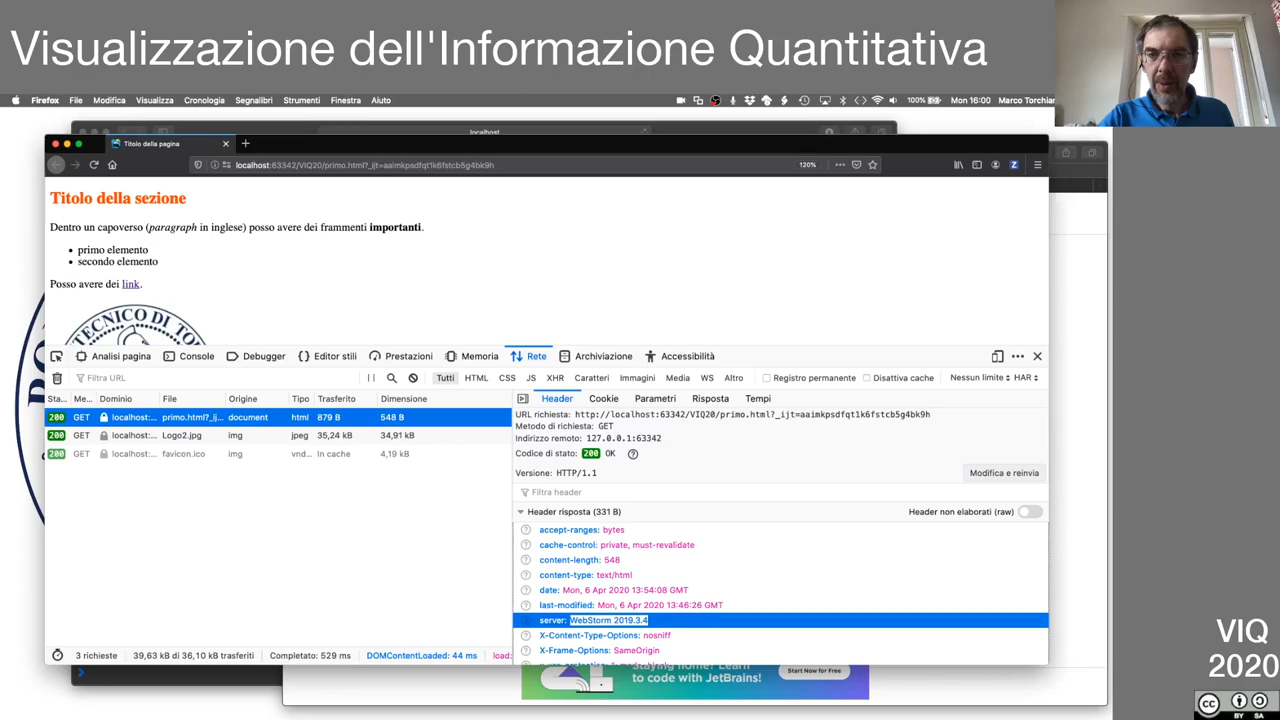 Visualizzazione dell'Informazione Quantitativa
Firefox File Modifica Visualizza Cronologia Segnalibri Strumenti Finestra Aiuto 100% Mon 16:00 Marco Torchian
localhost
Titolo della pagina
localhost:63342/VIQ20/primo.html?_ijt=aaimkpsdfqt1k6fstcb5g4bk9h 120%
Titolo della sezione
Dentro un capoverso (paragraph in inglese) posso avere dei frammenti importanti.
• primo elemento
• secondo elemento
Posso avere dei link.
Analisi pagina Console Debugger Editor stili Prestazioni Memoria Rete Archiviazione Accessibilità
Filtra URL Tutti HTML CSS JS XHR Caratteri Immagini Media WS Altro Registro permanente Disattiva cache Nessun limite HAR
Sta... Me... Dominio File Origine Tipo Trasferito Dimensione
200 GET localhost:... primo.html?_ij... document html 879 B 548 B
200 GET localhost:... Logo2.jpg img jpeg 35,24 kB 34,91 kB
200 GET localhost:... favicon.ico img vnd... In cache 4,19 kB
Header Cookie Parametri Risposta Tempi
URL richiesta: http://localhost:63342/VIQ20/primo.html?_ijt=aaimkpsdfqt1k6fstcb5g4bk9h
Metodo di richiesta: GET
Indirizzo remoto: 127.0.0.1:63342
Codice di stato: 200 OK
Versione: HTTP/1.1 Modifica e reinvia
Filtra header
Header risposta (331 B) Header non elaborati (raw)
accept-ranges: bytes
cache-control: private, must-revalidate
content-length: 548
content-type: text/html
date: Mon, 6 Apr 2020 13:54:08 GMT
last-modified: Mon, 6 Apr 2020 13:46:26 GMT
server: WebStorm 2019.3.4
X-Content-Type-Options: nosniff
X-Frame-Options: SameOrigin
3 richieste 39,63 kB di 36,10 kB trasferiti Completato: 529 ms DOMContentLoaded: 44 ms load:
Staying home? Learn
to code with JetBrains! Start Now for Free
VIQ
2020
CC
BY SA